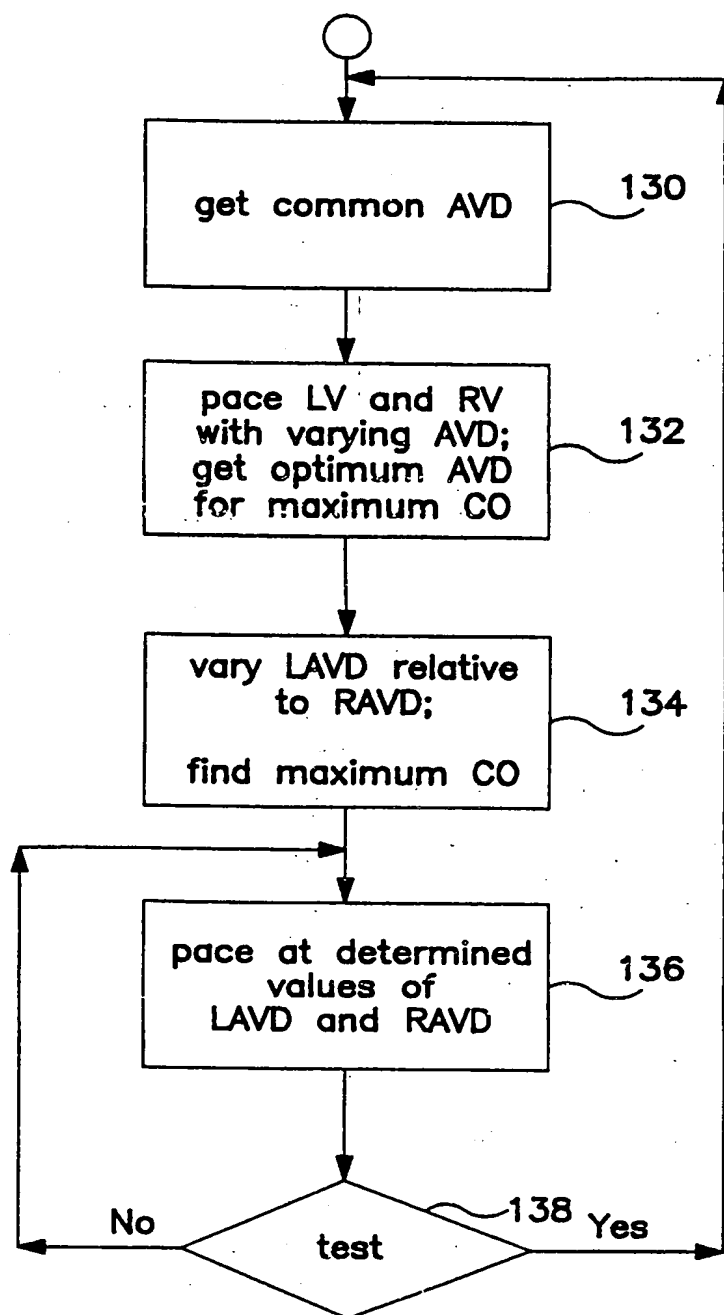 get common AVD
130
pace LV and RV
with varying AVD;
get optimum AVD
for maximum CO
132
vary LAVD relative
to RAVD;
find maximum CO
134
pace at determined
values of
LAVD and RAVD
136
No
test
138
Yes